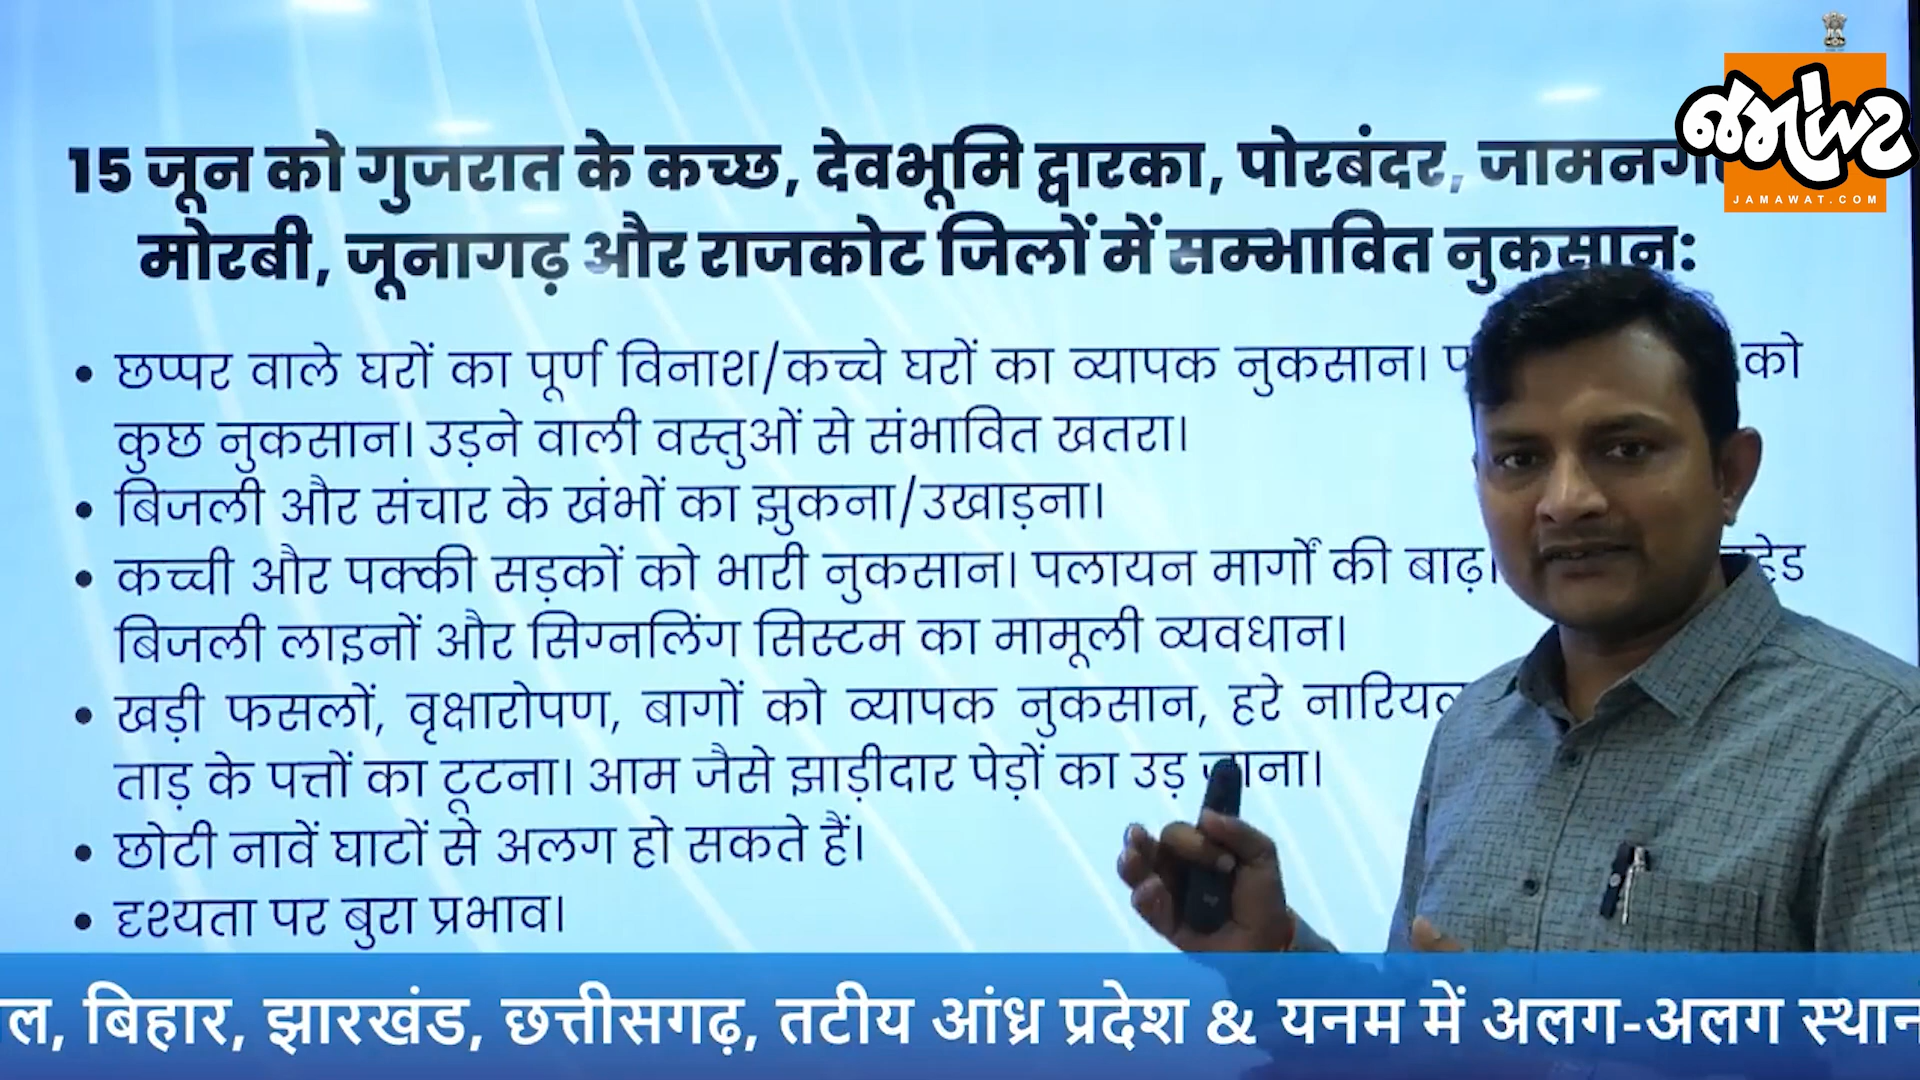 જમાવટ
JAMAWAT.COM
15 जून को गुजरात के कच्छ, देवभूमि द्वारका, पोरबंदर,
मोरबी, जूनागढ़ और राजकोट जिलों में सम्भावित नुकसान:
• छप्पर वाले घरों का पूर्ण विनाश/कच्चे घरों का व्यापक नुकसान। को
कुछ नुकसान। उड़ने वाली वस्तुओं से संभावित खतरा।
• बिजली और संचार के खंभों का झुकना/उखाड़ना।
• कच्ची और पक्की सड़कों को भारी नुकसान। पलायन मार्गों की बाढ़।
बिजली लाइनों और सिग्नलिंग सिस्टम का मामूली व्यवधान।
• खड़ी फसलों, वृक्षारोपण, बागों को व्यापक नुकसान, हरे
ताड़ के पत्तों का टूटना। आम जैसे झाड़ीदार पेड़ों का उड़ जाना।
• छोटी नावें घाटों से अलग हो सकते हैं।
• दृश्यता पर बुरा प्रभाव।
ल, बिहार, झारखंड, छत्तीसगढ़, तटीय आंध्र प्रदेश & यनम में अलग-अलग स्थान